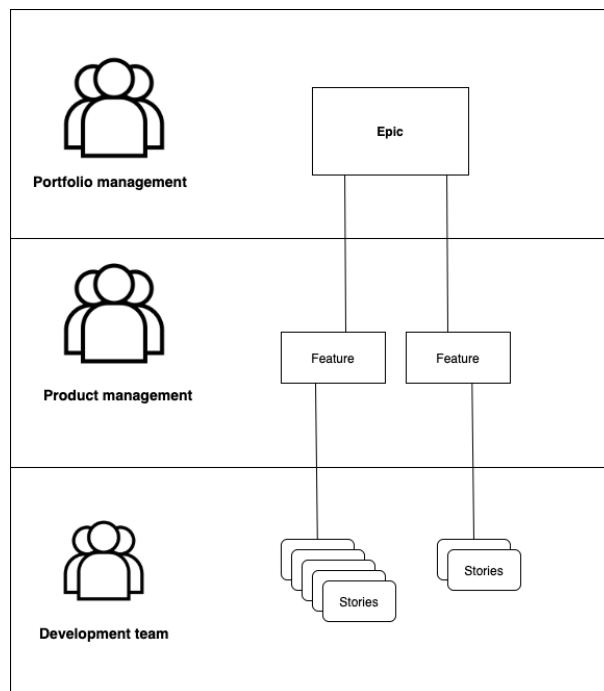 Epic
Portfolio management
Feature
Feature
Product management
Stories
Stories
Development team